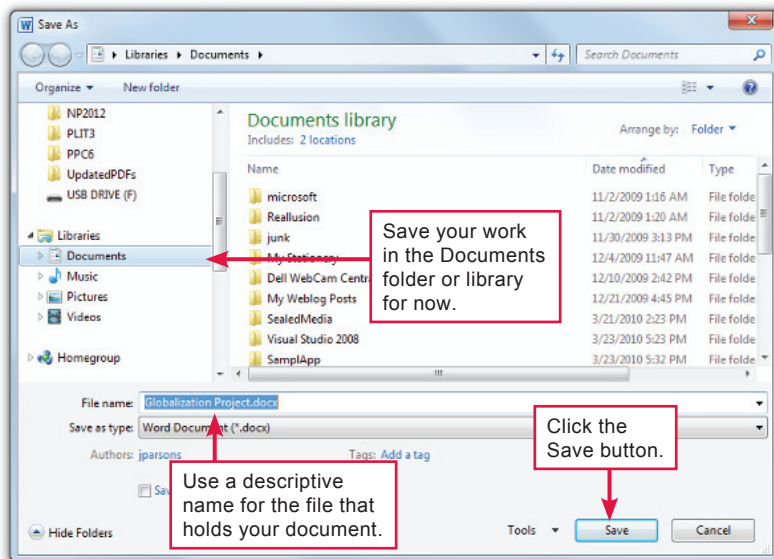 Save As
Libraries ▸ Documents ▸
Search Documents
Organize ▾ New folder
NP2012
PLIT3
PPC6
UpdatedPDFs
USB DRIVE (F)
Libraries
Documents
Music
Pictures
Videos
Homegroup
Documents library
Includes: 2 locations
Arrange by: Folder ▾
Name Date modified Type
microsoft 11/2/2009 1:16 AM File folde
Reallusion 11/2/2009 1:20 AM File folde
junk 11/30/2009 3:13 PM File folde
My Stationery 12/4/2009 11:47 AM File folde
Dell WebCam Centr 12/10/2009 2:42 PM File folde
My Weblog Posts 12/21/2009 4:45 PM File folde
SealedMedia 3/21/2010 2:23 PM File folde
Visual Studio 2008 3/23/2010 5:23 PM File folde
SamplApp 3/23/2010 5:32 PM File folde
Save your work
in the Documents
folder or library
for now.
File name: Globalization Project.docx
Save as type: Word Document (*.docx)
Authors: jparsons Tags: Add a tag
Sav
Use a descriptive
name for the file that
holds your document.
Click the
Save button.
Hide Folders Tools ▾ Save Cancel